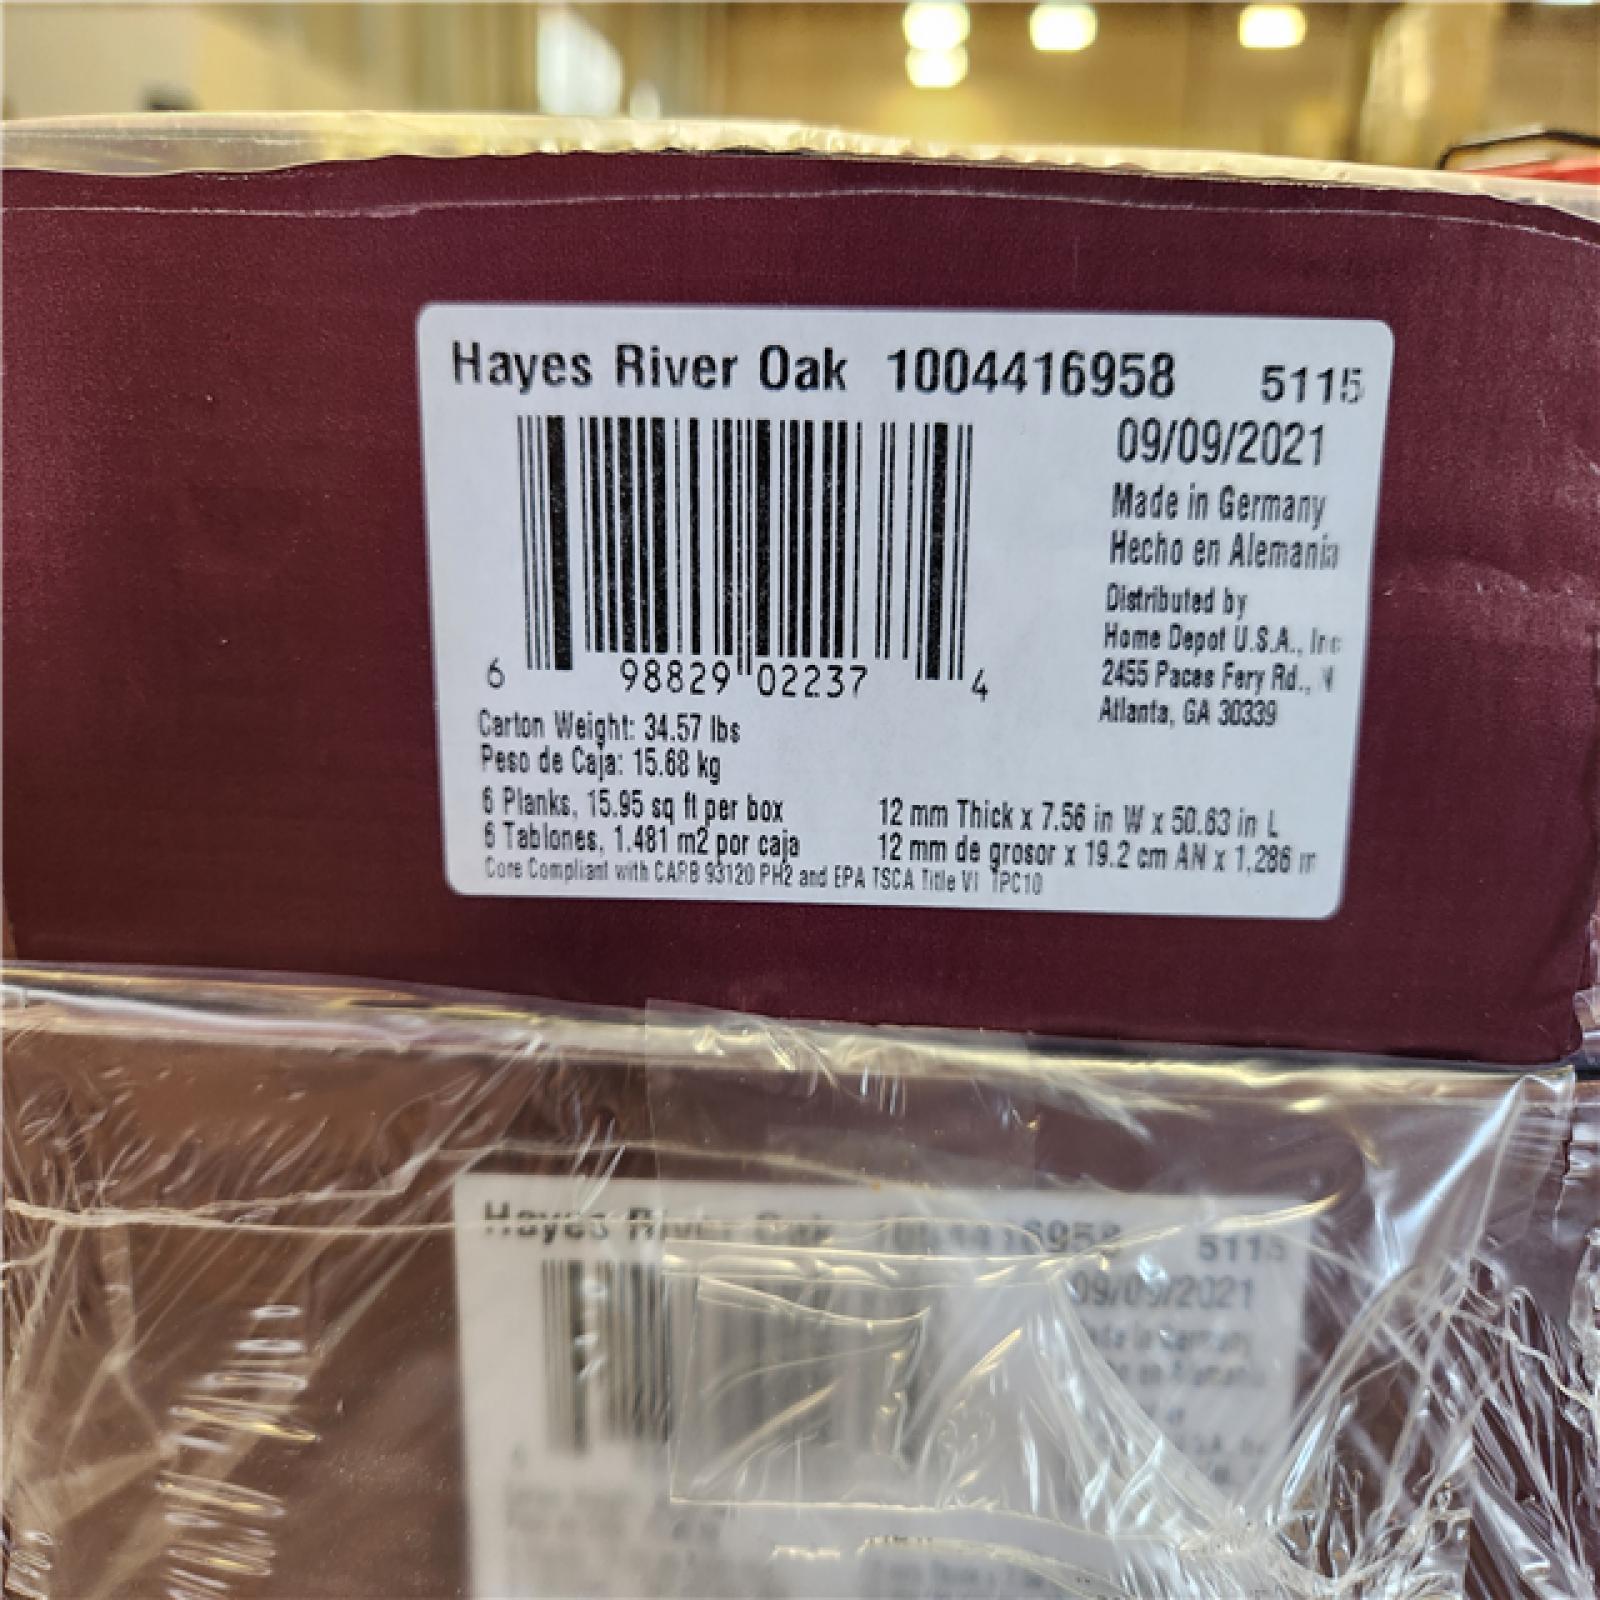 Hayes River Oak 1004416958 5115
09/09/2021
Made in Germany
Hecho en Alemania
Distributed by
Home Depot U.S.A., Inc
2455 Paces Fery Rd.,
Atlanta, GA 30339
6 98829 02237 4
Carton Weight: 34.57 lbs
Peso de Caja: 15.68 kg
6 Planks, 15.95 sq ft per box 12 mm Thick x 7.56 in W x 50.63 in L
6 Tablones, 1.481 m2 por caja 12 mm de grosor x 19.2 cm AN x 1,286 m
Core Compliant with CARB 93120 PH2 and EPA TSCA Title VI TPC10
Hayes River Oak 1004416958 5115
09/09/2021